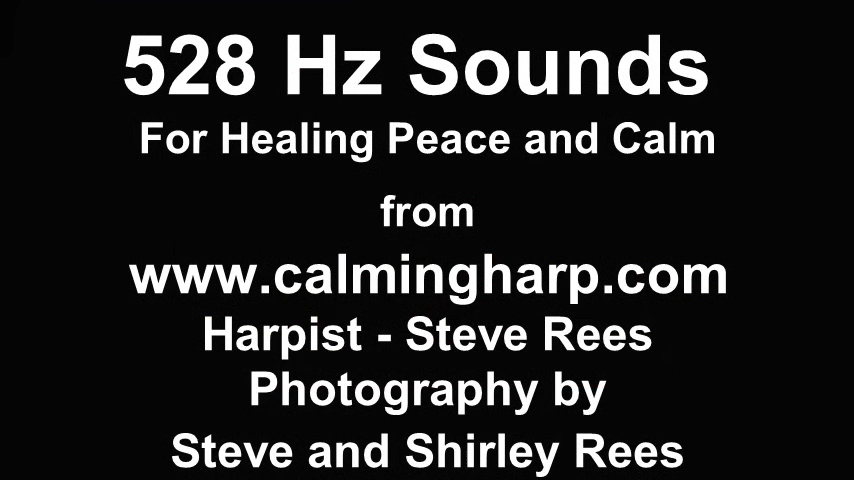 528 Hz Sounds
For Healing Peace and Calm
from
www.calmingharp.com
Harpist - Steve Rees
Photography by
Steve and Shirley Rees